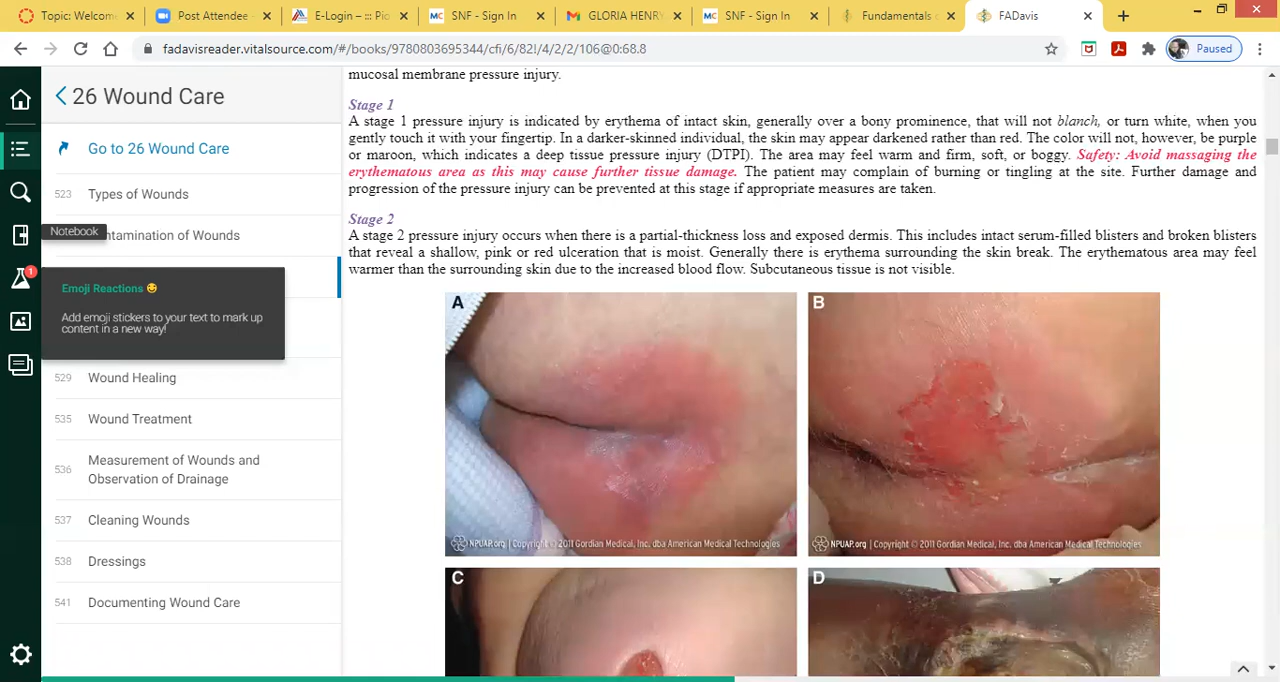 Topic: Welcome
Post Attendee -
E-Login – ::: Pio
SNF - Sign In
GLORIA HENRY
SNF - Sign In
Fundamentals o
FADavis
fadavisreader.vitalsource.com/#/books/9780803695344/cfi/6/82!/4/2/2/106@0:68.8
Paused
26 Wound Care
Go to 26 Wound Care
523 Types of Wounds
Notebook
ntamination of Wounds
Emoji Reactions 😄
Add emoji stickers to your text to mark up
content in a new way!
529 Wound Healing
535 Wound Treatment
536 Measurement of Wounds and
Observation of Drainage
537 Cleaning Wounds
538 Dressings
541 Documenting Wound Care
1
mucosal membrane pressure injury.
Stage 1
A stage 1 pressure injury is indicated by erythema of intact skin, generally over a bony prominence, that will not blanch, or turn white, when you
gently touch it with your fingertip. In a darker-skinned individual, the skin may appear darkened rather than red. The color will not, however, be purple
or maroon, which indicates a deep tissue pressure injury (DTPI). The area may feel warm and firm, soft, or boggy. Safety: Avoid massaging the
erythematous area as this may cause further tissue damage. The patient may complain of burning or tingling at the site. Further damage and
progression of the pressure injury can be prevented at this stage if appropriate measures are taken.
Stage 2
A stage 2 pressure injury occurs when there is a partial-thickness loss and exposed dermis. This includes intact serum-filled blisters and broken blisters
that reveal a shallow, pink or red ulceration that is moist. Generally there is erythema surrounding the skin break. The erythematous area may feel
warmer than the surrounding skin due to the increased blood flow. Subcutaneous tissue is not visible.
A
B
NPUAP.org | Copyright © 2011 Gordian Medical, Inc. dba American Medical Technologies
NPUAP.org | Copyright © 2011 Gordian Medical, Inc. dba American Medical Technologies
C
D